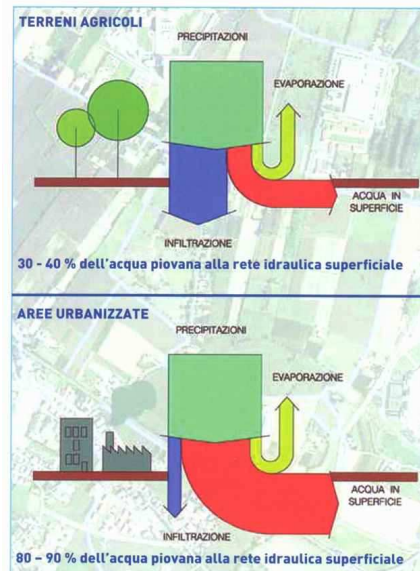 TERRENI AGRICOLI
PRECIPITAZIONI
EVAPORAZIONE
ACQUA IN
SUPERFICIE
INFILTRAZIONE
30 - 40 % dell'acqua piovana alla rete idraulica superficiale
AREE URBANIZZATE
PRECIPITAZIONI
EVAPORAZIONE
ACQUA IN
SUPERFICIE
INFILTRAZIONE
80 - 90 % dell'acqua piovana alla rete idraulica superficiale